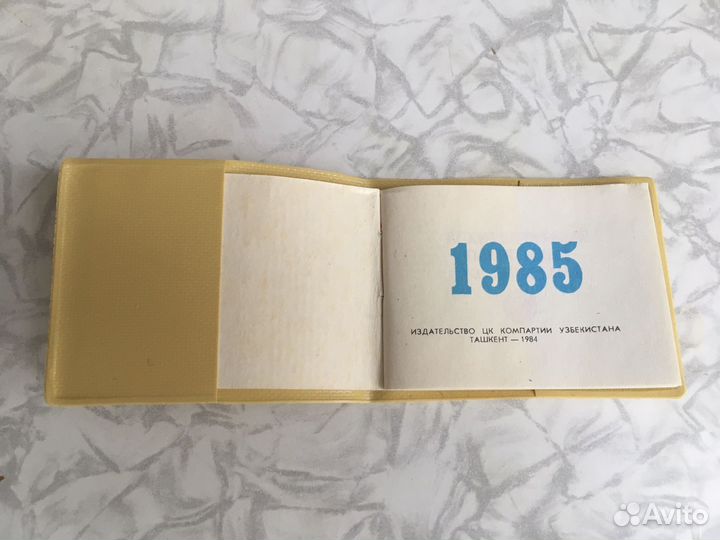 1985
ИЗДАТЕЛЬСТВО ЦК КОМПАРТИИ УЗБЕКИСТАНА
ТАШКЕНТ — 1984
Avito